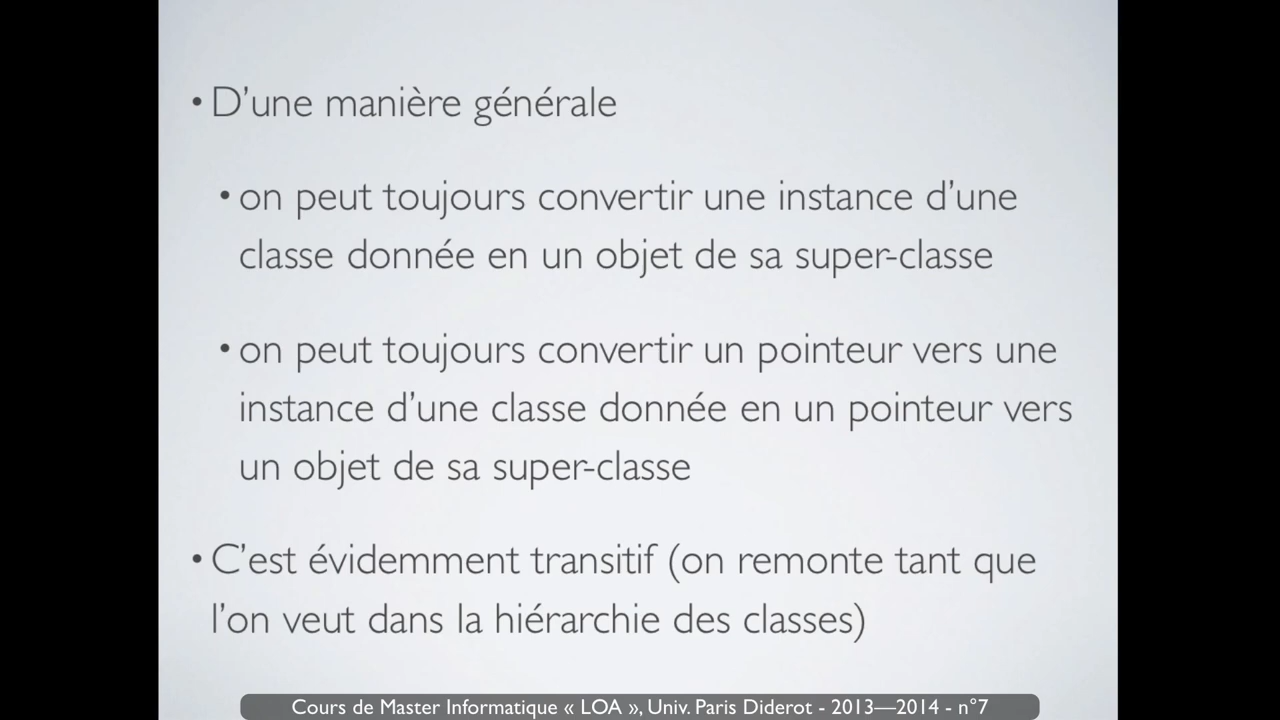 • D’une manière générale
• on peut toujours convertir une instance d’une
classe donnée en un objet de sa super-classe
• on peut toujours convertir un pointeur vers une
instance d’une classe donnée en un pointeur vers
un objet de sa super-classe
• C’est évidemment transitif (on remonte tant que
l’on veut dans la hiérarchie des classes)
Cours de Master Informatique « LOA », Univ. Paris Diderot - 2013—2014 - n°7